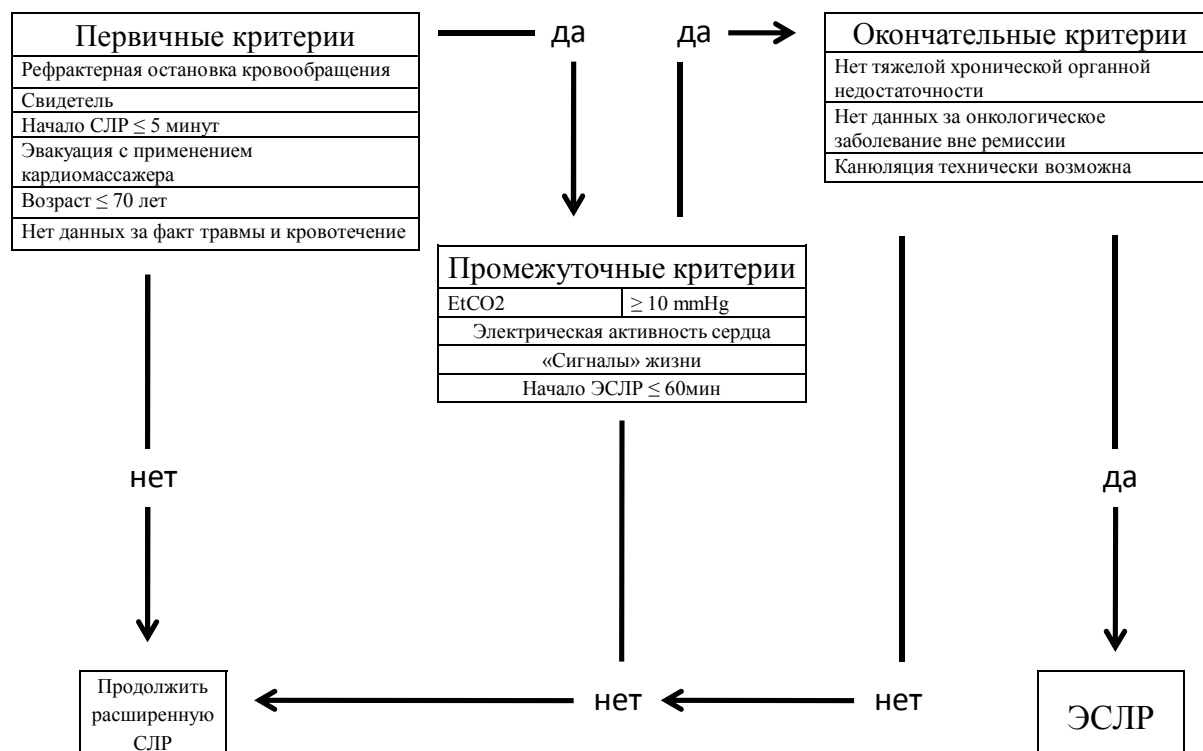 Первичные критерии
Рефрактерная остановка кровообращения
Свидетель
Начало СЛР ≤ 5 минут
Эвакуация с применением
кардиомассажера
Возраст ≤ 70 лет
Нет данных за факт травмы и кровотечение
да
да
Окончательные критерии
Нет тяжелой хронической органной
недостаточности
Нет данных за онкологическое
заболевание вне ремиссии
Канюляция технически возможна
Промежуточные критерии
EtCO2 ≥ 10 mmHg
Электрическая активность сердца
«Сигналы» жизни
Начало ЭСЛР ≤ 60мин
нет
да
Продолжить
расширенную
СЛР
нет
нет
ЭСЛР